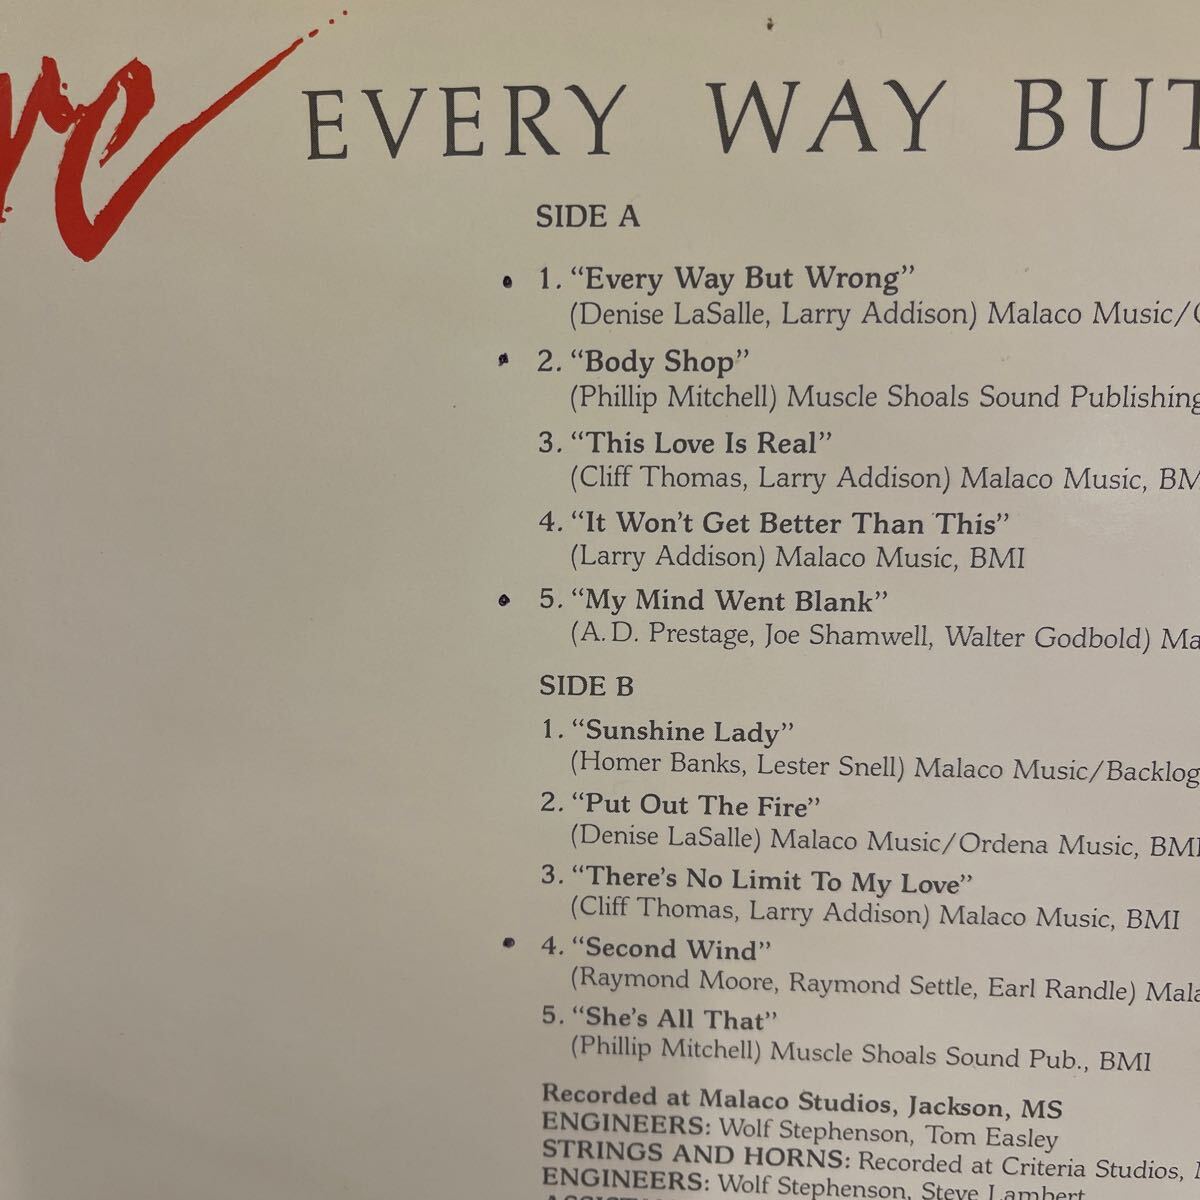 EVERY WAY BUT
SIDE A
1. “Every Way But Wrong”
(Denise LaSalle, Larry Addison) Malaco Music/
2. “Body Shop”
(Phillip Mitchell) Muscle Shoals Sound Publishing
3. “This Love Is Real”
(Cliff Thomas, Larry Addison) Malaco Music, BM
4. “It Won't Get Better Than This”
(Larry Addison) Malaco Music, BMI
5. “My Mind Went Blank”
(A.D. Prestage, Joe Shamwell, Walter Godbold) Ma
SIDE B
1. “Sunshine Lady”
(Homer Banks, Lester Snell) Malaco Music/Backlog
2. “Put Out The Fire”
(Denise LaSalle) Malaco Music/Ordena Music, BMI
3. “There's No Limit To My Love”
(Cliff Thomas, Larry Addison) Malaco Music, BMI
4. “Second Wind”
(Raymond Moore, Raymond Settle, Earl Randle) Mala
5. “She's All That”
(Phillip Mitchell) Muscle Shoals Sound Pub., BMI
Recorded at Malaco Studios, Jackson, MS
ENGINEERS: Wolf Stephenson, Tom Easley
STRINGS AND HORNS: Recorded at Criteria Studios,
ENGINEERS: Wolf Stephenson, Steve Lambert